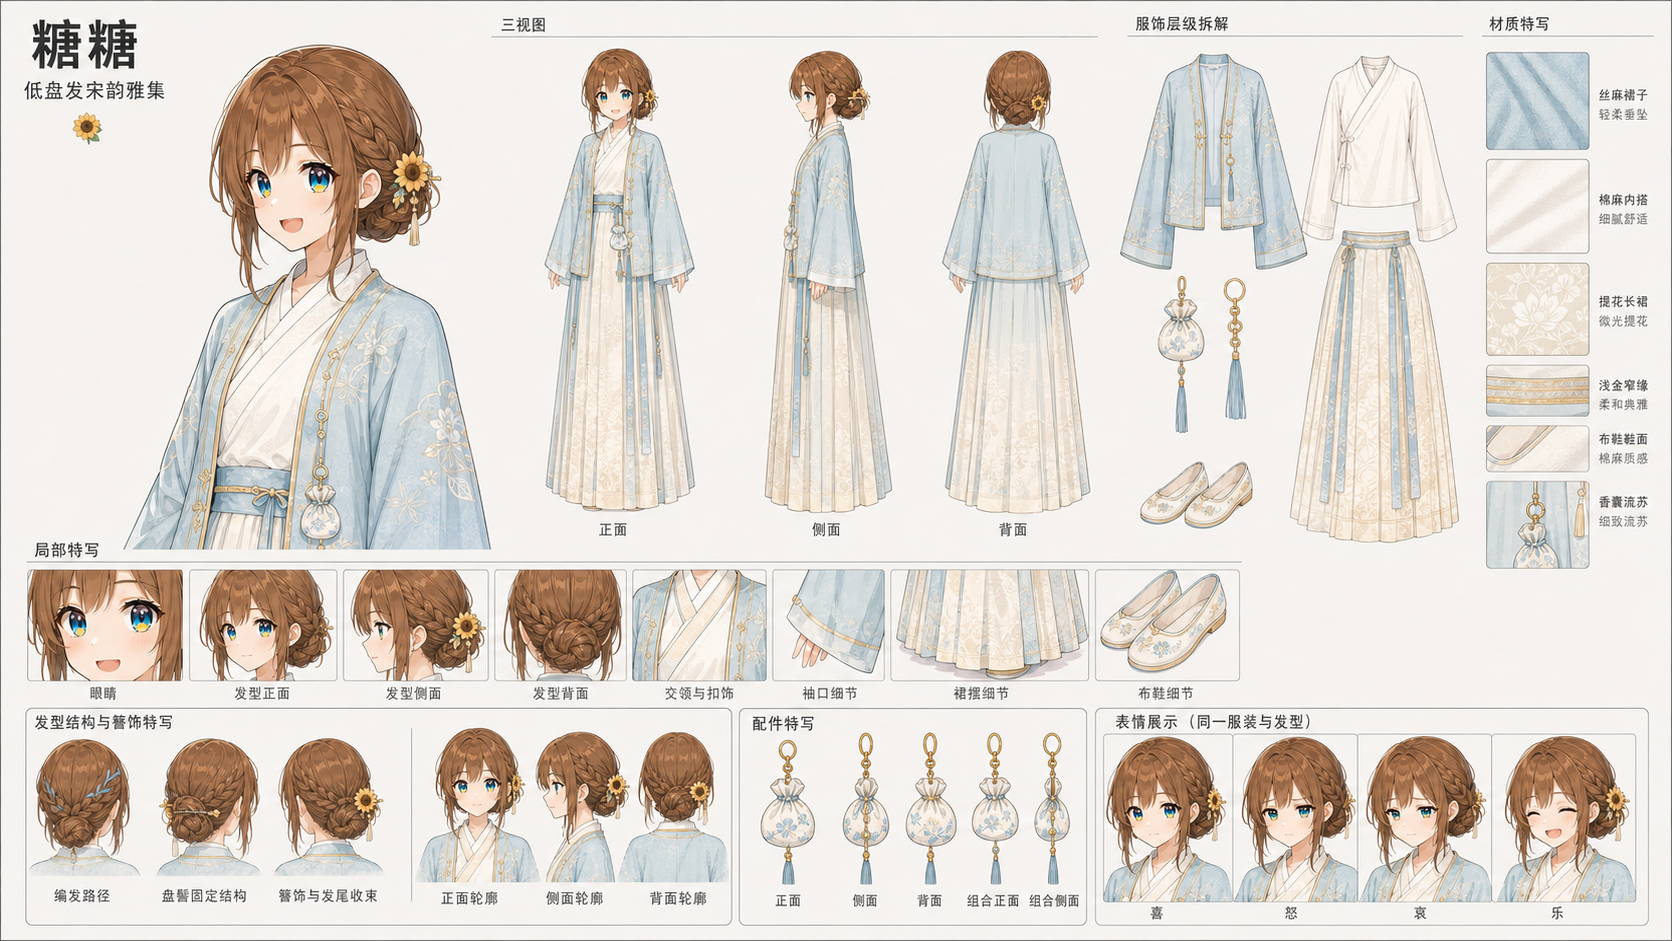 糖糖
低盘发宋韵雅集
三视图
正面
侧面
背面
服饰层级拆解
材质特写
丝麻褙子
轻柔垂坠
棉麻内搭
细腻舒适
提花长裙
微光提花
浅金窄缘
柔和典雅
布鞋鞋面
棉麻质感
香囊流苏
细致流苏
局部特写
眼睛
发型正面
发型侧面
发型背面
交领与扣饰
袖口细节
裙摆细节
布鞋细节
发型结构与簪饰特写
编发路径
盘髻固定结构
簪饰与发尾收束
正面轮廓
侧面轮廓
背面轮廓
配件特写
正面
侧面
背面
组合正面
组合侧面
表情展示（同一服装与发型）
喜
怒
哀
乐